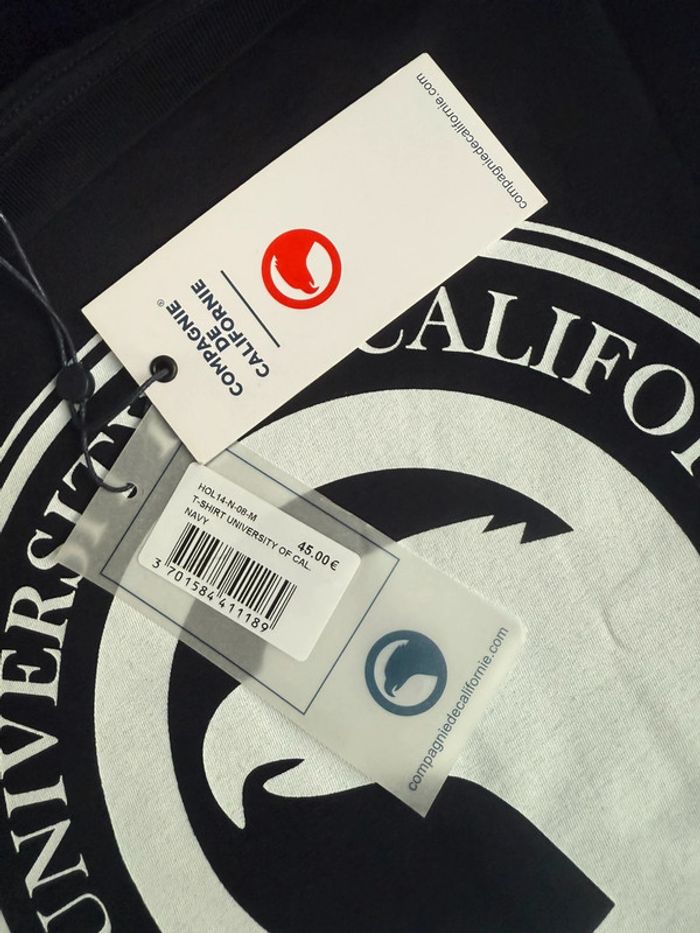 compagniedecalifornie.com
COMPAGNIE®
DE
CALIFORNIE
HOL14-N-08-M
T-SHIRT UNIVERSITY OF CAL.
NAVY
45.00€
3 701584 411189
compagniedecalifornie.com
UNIVERSITY
CALIFO